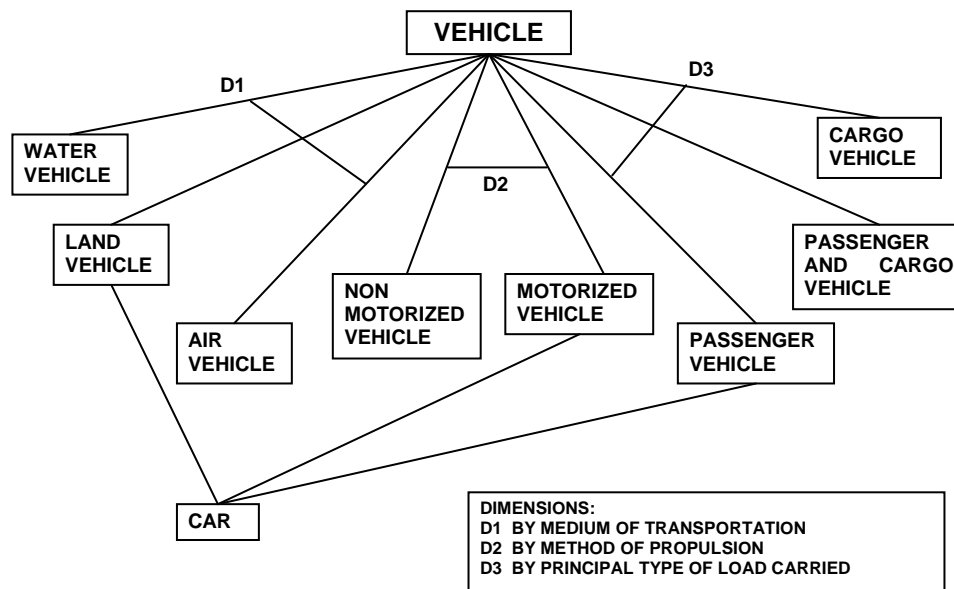 VEHICLE
D1
D3
WATER
VEHICLE
CARGO
VEHICLE
D2
LAND
VEHICLE
PASSENGER
AND CARGO
VEHICLE
NON
MOTORIZED
VEHICLE
MOTORIZED
VEHICLE
AIR
VEHICLE
PASSENGER
VEHICLE
CAR
DIMENSIONS:
D1 BY MEDIUM OF TRANSPORTATION
D2 BY METHOD OF PROPULSION
D3 BY PRINCIPAL TYPE OF LOAD CARRIED